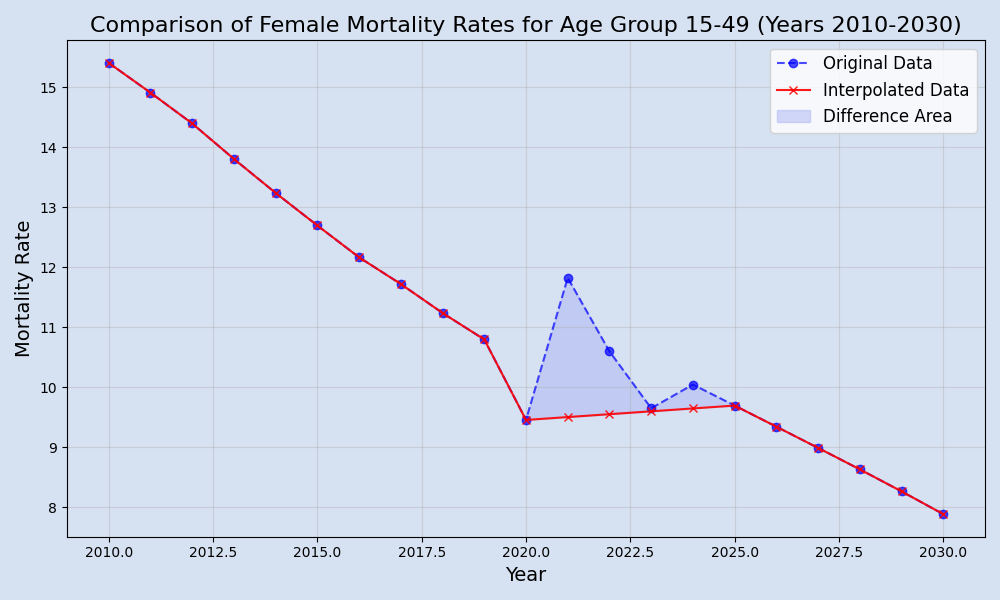 Comparison of Female Mortality Rates for Age Group 15-49 (Years 2010-2030)
Original Data
Interpolated Data
Difference Area
Mortality Rate
15
14
13
12
11
10
9
8
2010.0 2012.5 2015.0 2017.5 2020.0 2022.5 2025.0 2027.5 2030.0
Year